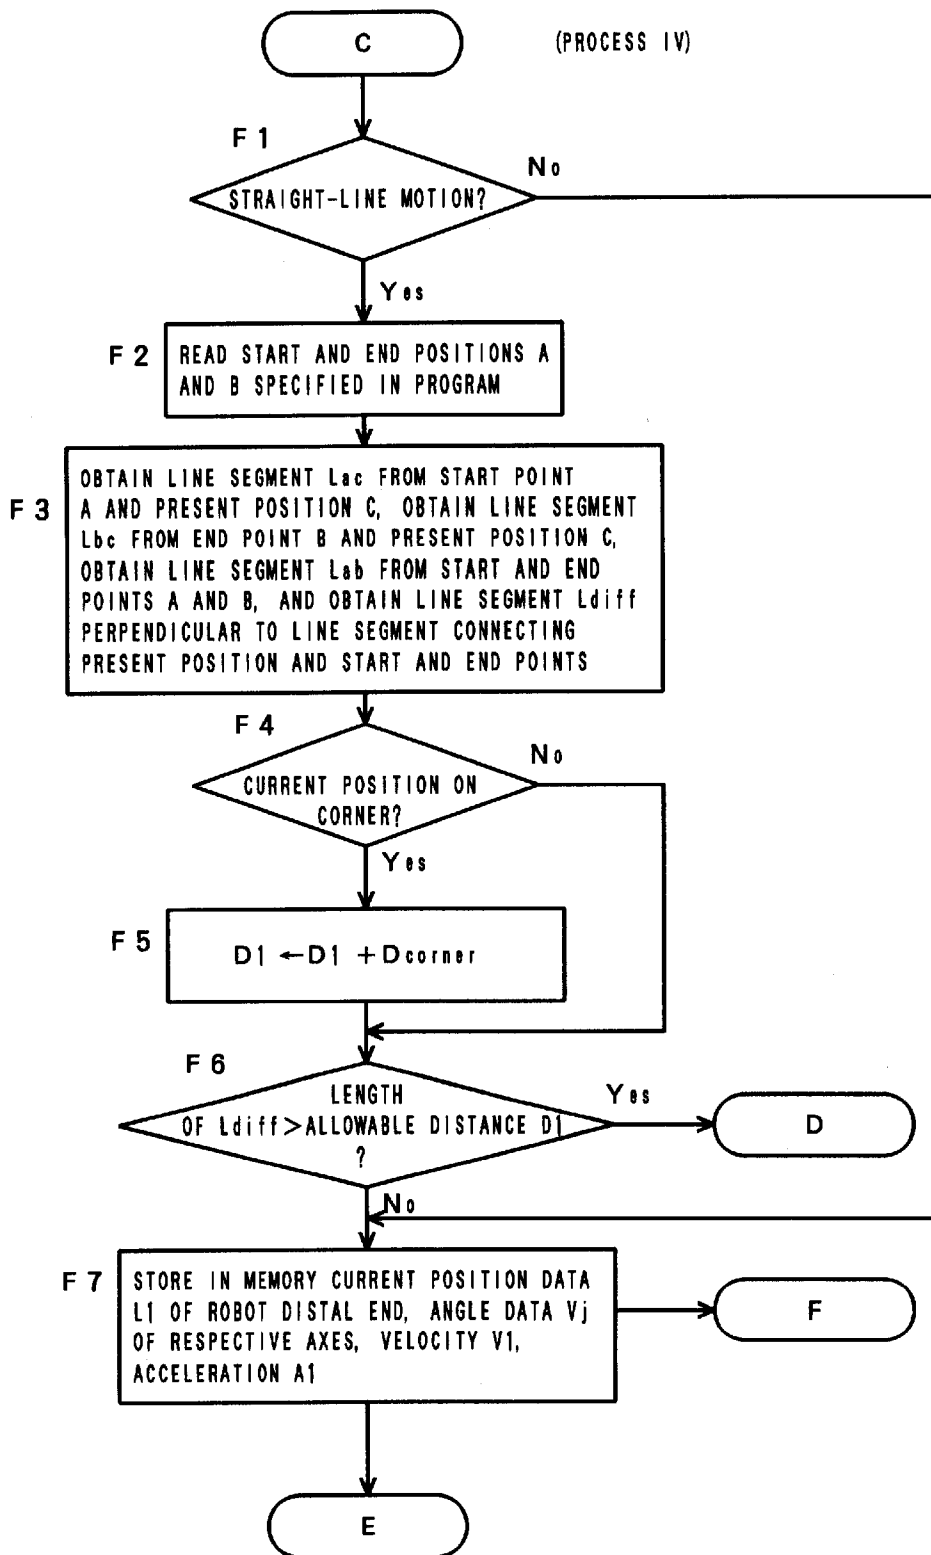 C
(PROCESS IV)
F1
STRAIGHT-LINE MOTION?
No
Yes
F2
READ START AND END POSITIONS A
AND B SPECIFIED IN PROGRAM
F3
OBTAIN LINE SEGMENT Lac FROM START POINT
A AND PRESENT POSITION C, OBTAIN LINE SEGMENT
Lbc FROM END POINT B AND PRESENT POSITION C,
OBTAIN LINE SEGMENT Lab FROM START AND END
POINTS A AND B, AND OBTAIN LINE SEGMENT Ldiff
PERPENDICULAR TO LINE SEGMENT CONNECTING
PRESENT POSITION AND START AND END POINTS
F4
CURRENT POSITION ON
CORNER?
No
Yes
F5
D1 ←D1 +Dcorner
F6
LENGTH
OF Ldiff>ALLOWABLE DISTANCE D1
?
Yes
D
No
F7
STORE IN MEMORY CURRENT POSITION DATA
L1 OF ROBOT DISTAL END, ANGLE DATA Vj
OF RESPECTIVE AXES, VELOCITY V1,
ACCELERATION A1
F
E